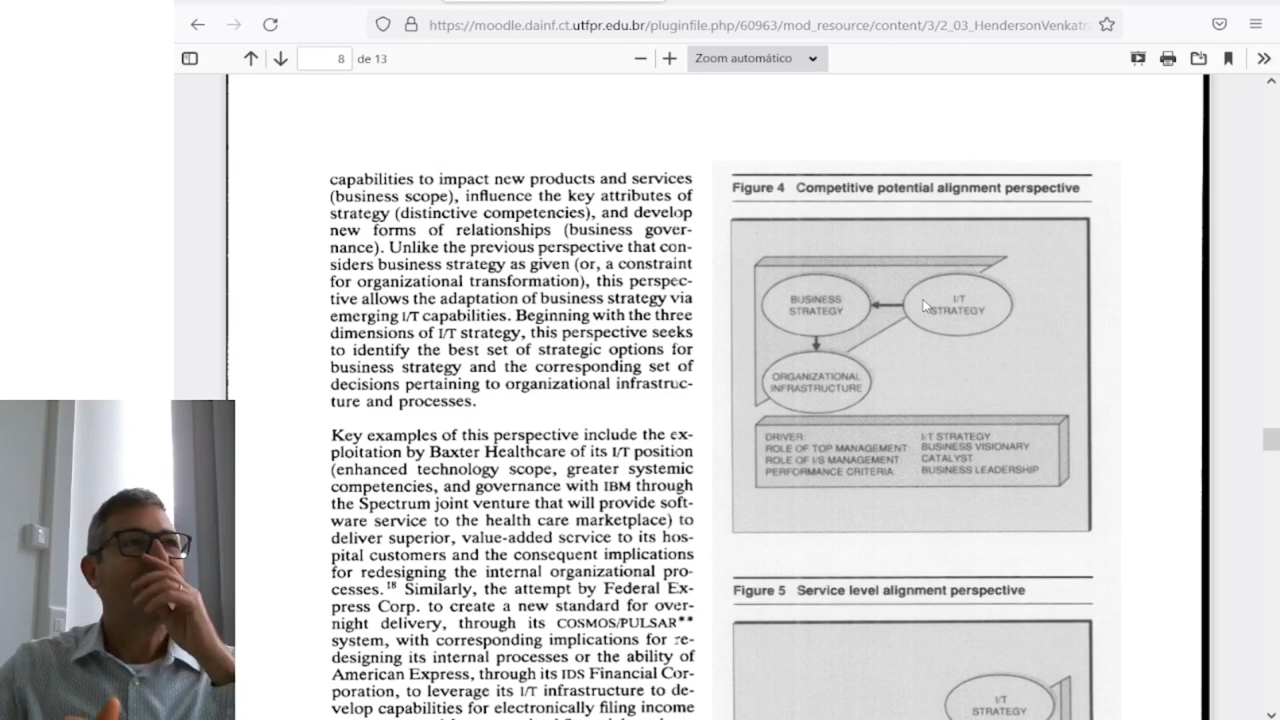 https://moodle.dainf.ct.utfpr.edu.br/pluginfile.php/60963/mod_resource/content/3/2_03_HendersonVenkatr
8 de 13
Zoom automático
capabilities to impact new products and services
(business scope), influence the key attributes of
strategy (distinctive competencies), and develop
new forms of relationships (business gover-
nance). Unlike the previous perspective that con-
siders business strategy as given (or, a constraint
for organizational transformation), this perspec-
tive allows the adaptation of business strategy via
emerging I/T capabilities. Beginning with the three
dimensions of I/T strategy, this perspective seeks
to identify the best set of strategic options for
business strategy and the corresponding set of
decisions pertaining to organizational infrastruc-
ture and processes.
Key examples of this perspective include the ex-
ploitation by Baxter Healthcare of its I/T position
(enhanced technology scope, greater systemic
competencies, and governance with IBM through
the Spectrum joint venture that will provide soft-
ware service to the health care marketplace) to
deliver superior, value-added service to its hos-
pital customers and the consequent implications
for redesigning the internal organizational pro-
cesses.18 Similarly, the attempt by Federal Ex-
press Corp. to create a new standard for over-
night delivery, through its COSMOS/PULSAR**
system, with corresponding implications for re-
designing its internal processes or the ability of
American Express, through its IDS Financial Cor-
poration, to leverage its I/T infrastructure to de-
velop capabilities for electronically filing income
Figure 4 Competitive potential alignment perspective
BUSINESS
STRATEGY
I/T
STRATEGY
ORGANIZATIONAL
INFRASTRUCTURE
DRIVER: I/T STRATEGY
ROLE OF TOP MANAGEMENT BUSINESS VISIONARY
ROLE OF I/S MANAGEMENT CATALYST
PERFORMANCE CRITERIA: BUSINESS LEADERSHIP
Figure 5 Service level alignment perspective
I/T
STRATEGY